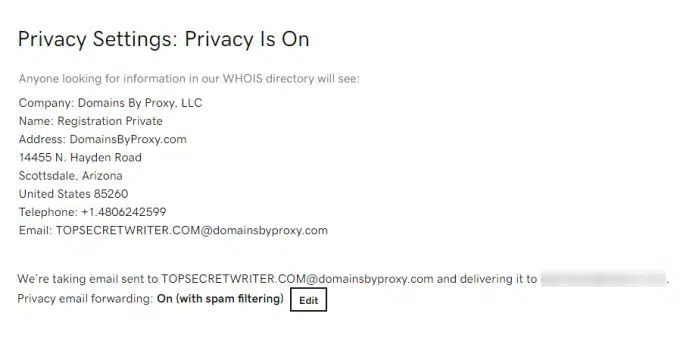 Privacy Settings: Privacy Is On
Anyone looking for information in our WHOIS directory will see:
Company: Domains By Proxy, LLC
Name: Registration Private
Address: DomainsByProxy.com
14455 N. Hayden Road
Scottsdale, Arizona
United States 85260
Telephone: +1.4806242599
Email: TOPSECRETWRITER.COM@domainsbyproxy.com
We're taking email sent to TOPSECRETWRITER.COM@domainsbyproxy.com and delivering it to .
Privacy email forwarding: On (with spam filtering) Edit